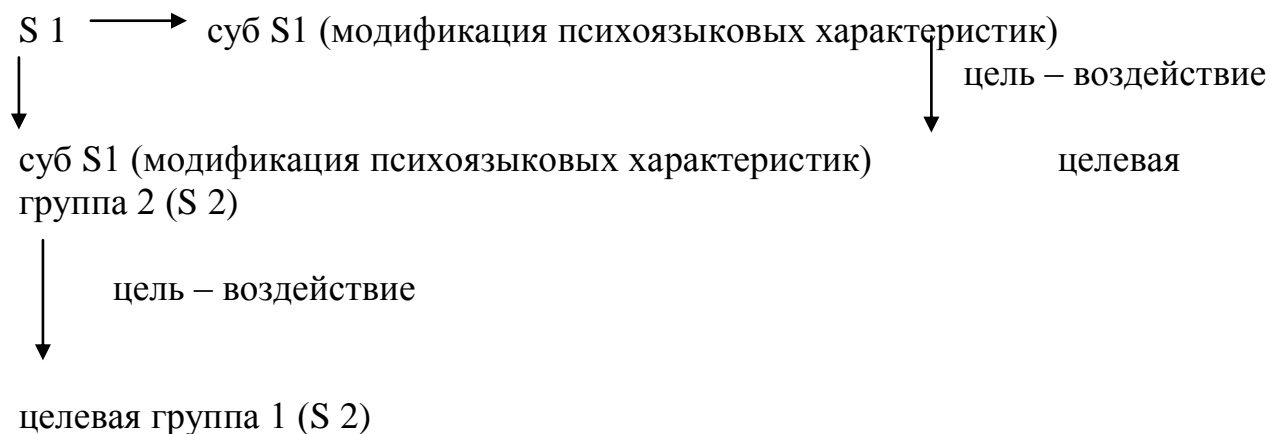 S 1 суб S1 (модификация психоязыковых характеристик)
цель – воздействие
суб S1 (модификация психоязыковых характеристик) целевая
группа 2 (S 2)
цель – воздействие
целевая группа 1 (S 2)